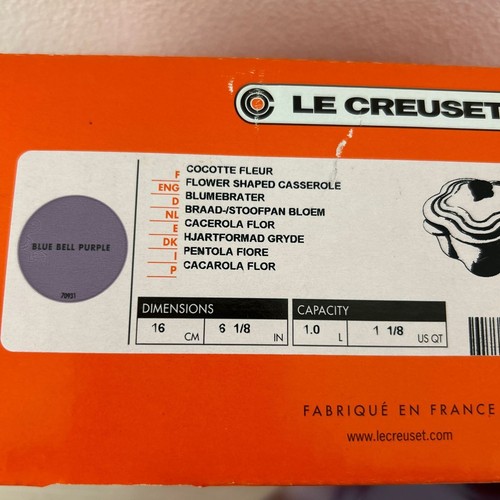 LE CREUSET
F COCOTTE FLEUR
ENG FLOWER SHAPED CASSEROLE
D BLUMEBRATER
NL BRAAD-/STOOFPAN BLOEM
E CACEROLA FLOR
DK HJARTFORMAD GRYDE
I PENTOLA FIORE
P CACAROLA FLOR
BLUE BELL PURPLE
DIMENSIONS
16 CM 6 1/8 IN
CAPACITY
1.0 L 1 1/8 US QT
FABRIQUÉ EN FRANCE
www.lecreuset.com